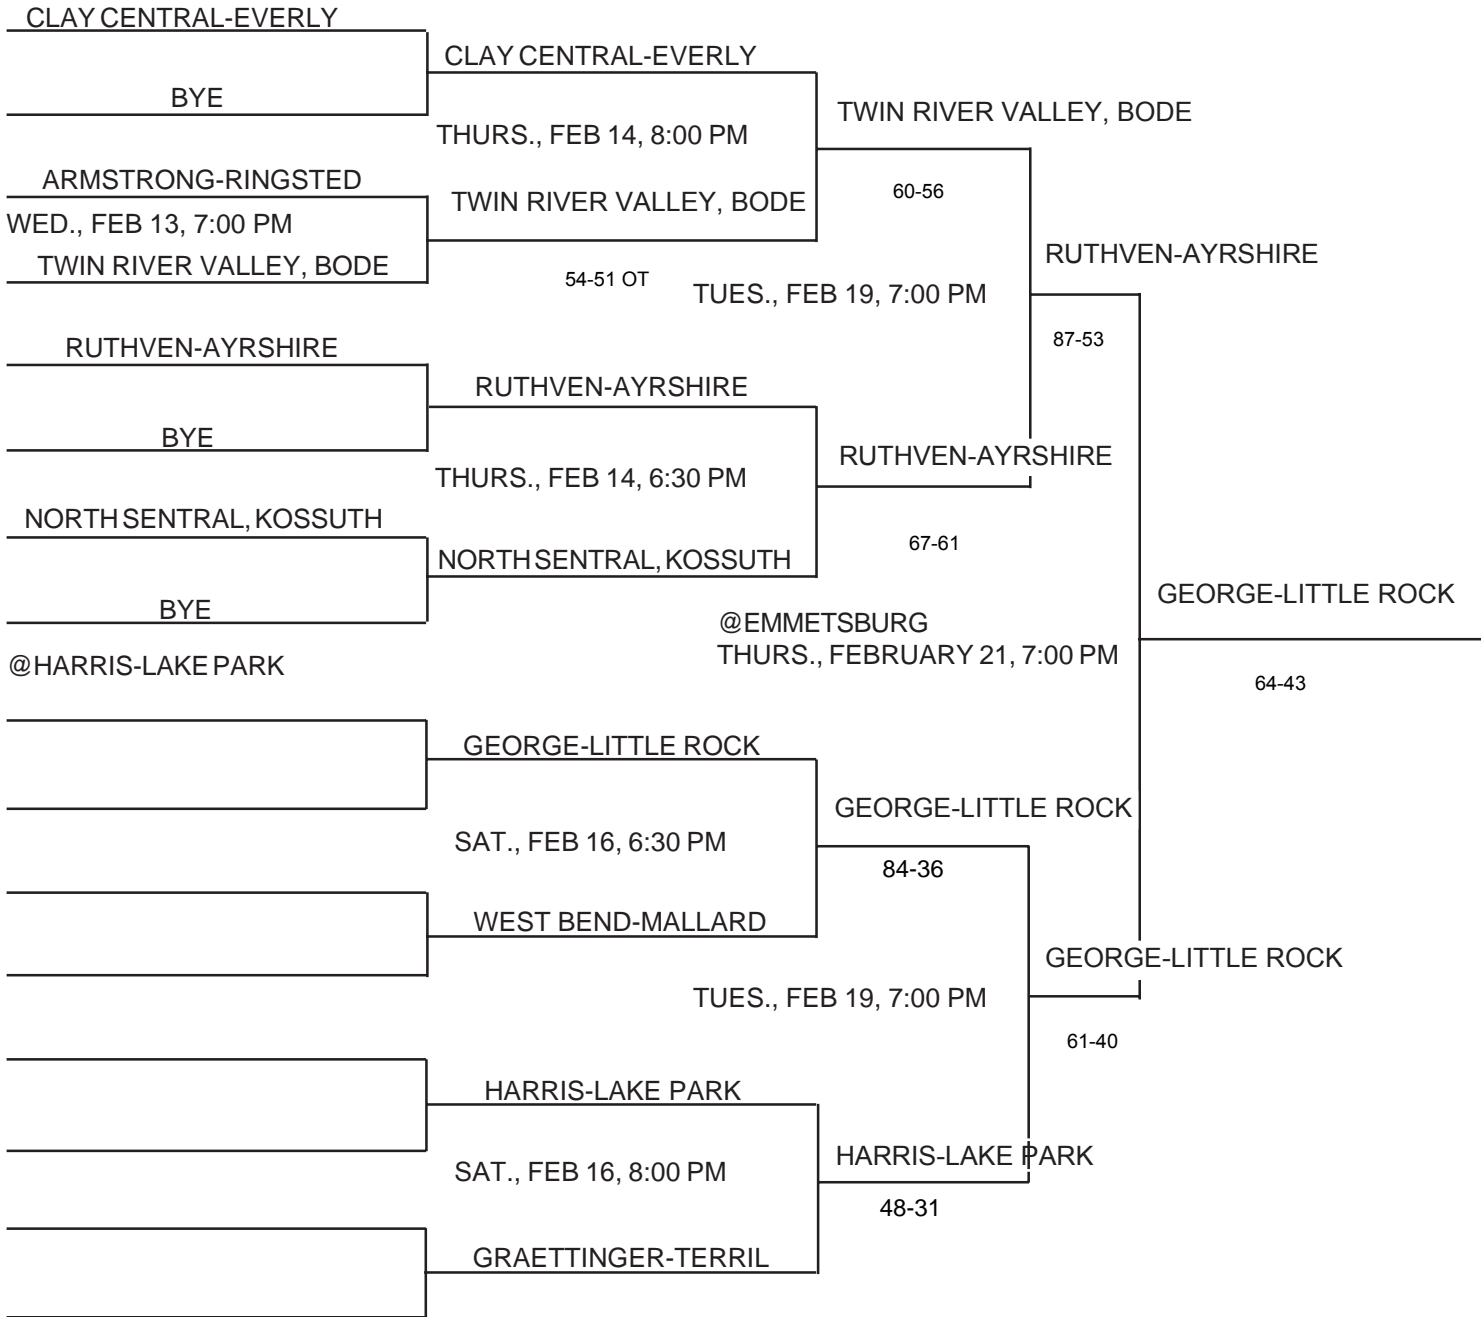 CLAY CENTRAL-EVERLY
CLAY CENTRAL-EVERLY
BYE
TWIN RIVER VALLEY, BODE
THURS., FEB 14, 8:00 PM
ARMSTRONG-RINGSTED
60-56
TWIN RIVER VALLEY, BODE
WED., FEB 13, 7:00 PM
RUTHVEN-AYRSHIRE
TWIN RIVER VALLEY, BODE
54-51 OT
TUES., FEB 19, 7:00 PM
87-53
RUTHVEN-AYRSHIRE
RUTHVEN-AYRSHIRE
BYE
RUTHVEN-AYRSHIRE
THURS., FEB 14, 6:30 PM
NORTH SENTRAL, KOSSUTH
67-61
NORTH SENTRAL, KOSSUTH
GEORGE-LITTLE ROCK
BYE
@EMMETSBURG
THURS., FEBRUARY 21, 7:00 PM
@HARRIS-LAKE PARK
64-43
GEORGE-LITTLE ROCK
GEORGE-LITTLE ROCK
SAT., FEB 16, 6:30 PM
84-36
WEST BEND-MALLARD
GEORGE-LITTLE ROCK
TUES., FEB 19, 7:00 PM
61-40
HARRIS-LAKE PARK
HARRIS-LAKE PARK
SAT., FEB 16, 8:00 PM
48-31
GRAETTINGER-TERRIL